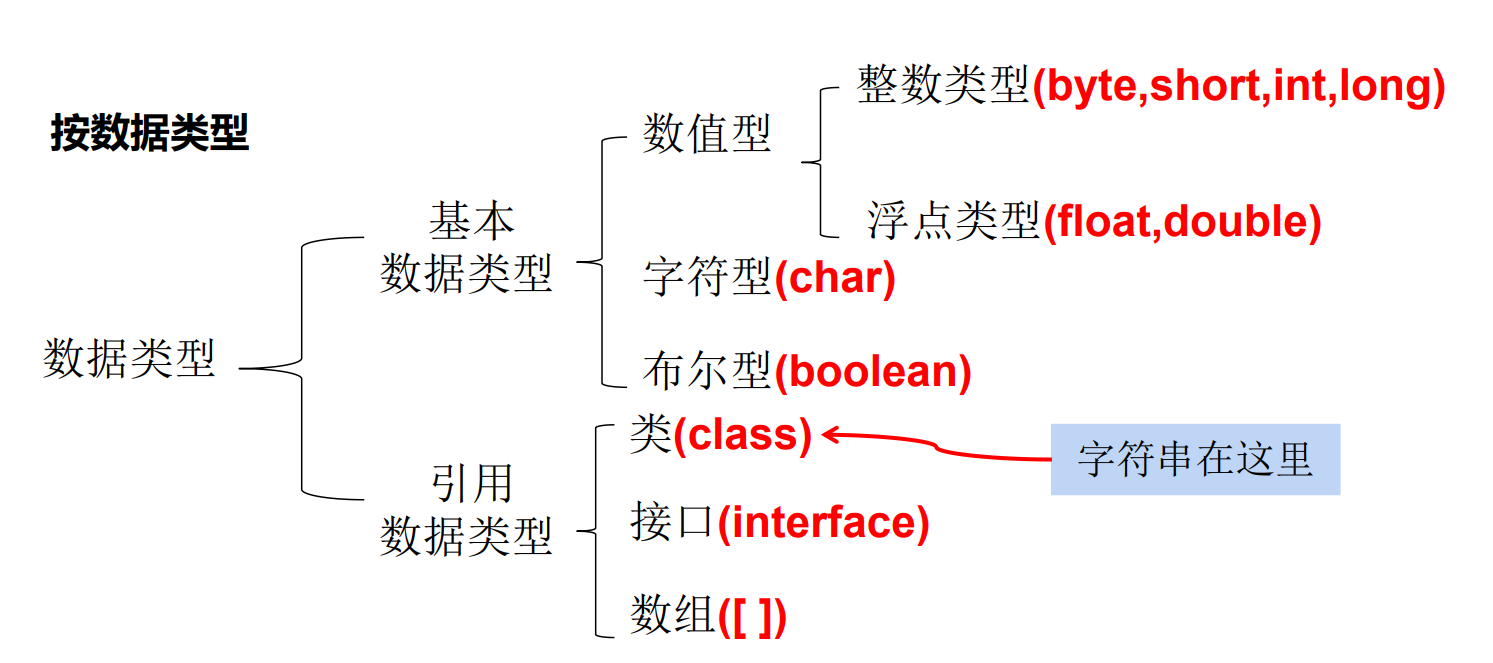 按数据类型
数据类型
基本
数据类型
数值型
整数类型(byte,short,int,long)
浮点类型(float,double)
字符型(char)
布尔型(boolean)
引用
数据类型
类(class)
字符串在这里
接口(interface)
数组([ ])